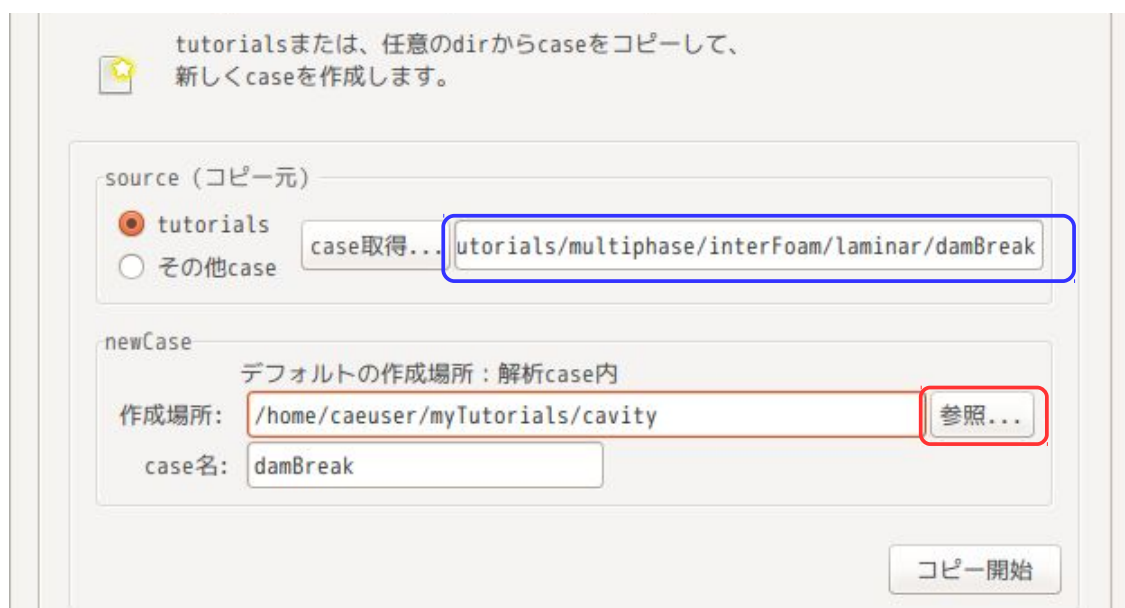 tutorialsまたは、任意のdirからcaseをコピーして、
新しくcaseを作成します。
source (コピー元)
tutorials
その他case
case取得...
utorials/multiphase/interFoam/laminar/damBreak
newCase
デフォルトの作成場所:解析case内
作成場所:
/home/caeuser/myTutorials/cavity
参照...
case名:
damBreak
コピー開始